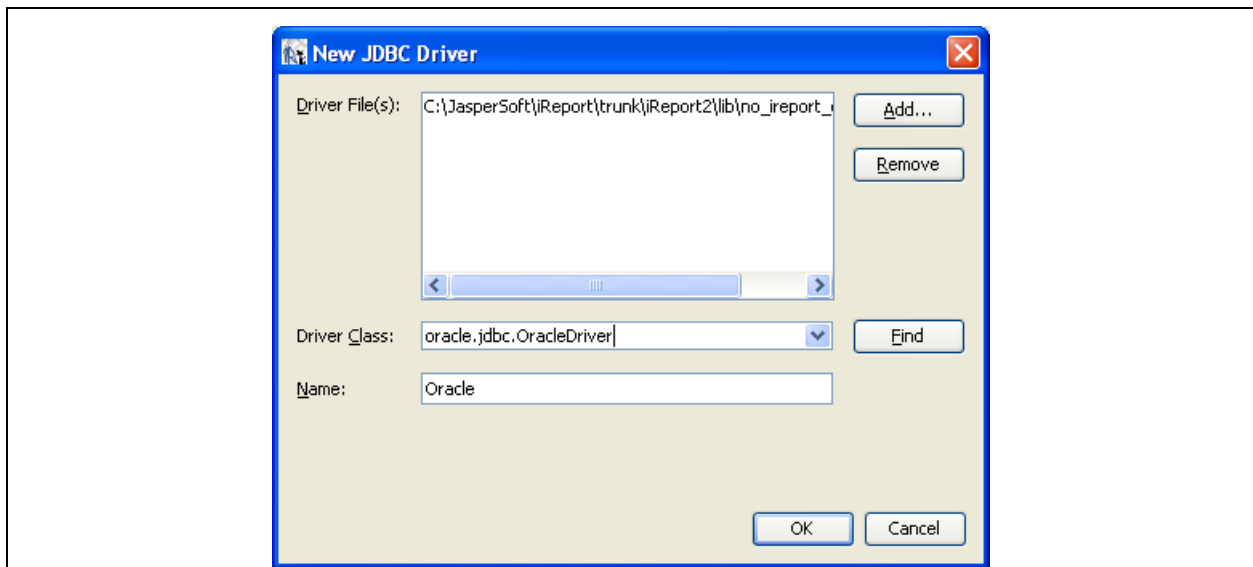 New JDBC Driver
Driver File(s): C:\JasperSoft\iReport\trunk\iReport2\lib\no_ireport_ Add...
Remove
Driver Class: oracle.jdbc.OracleDriver Find
Name: Oracle
OK Cancel